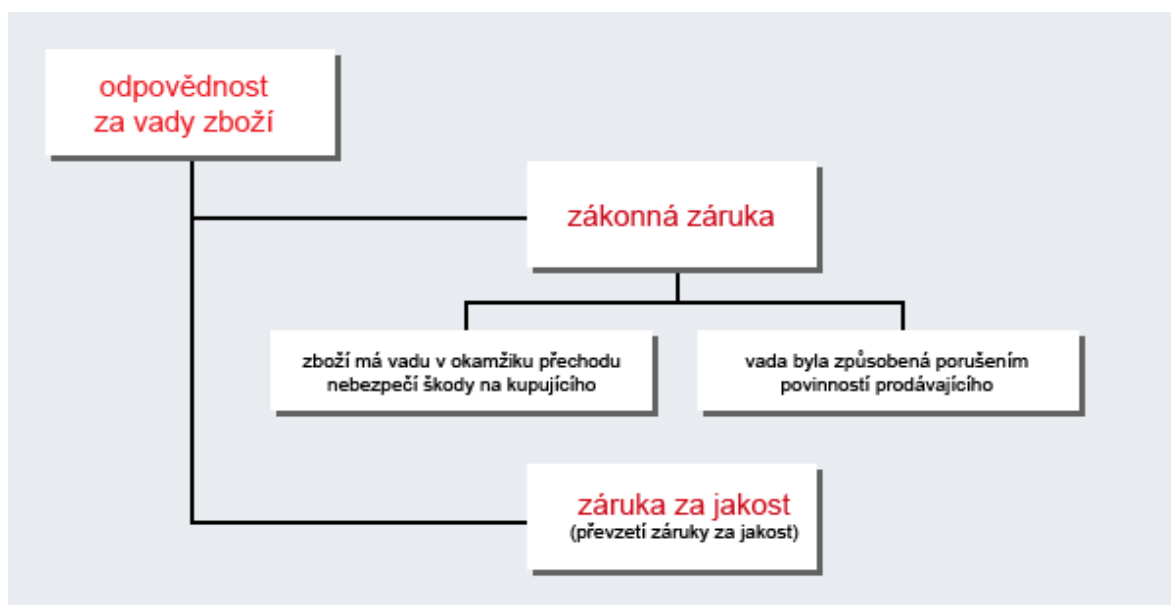 odpovědnost
za vady zboží
zákonná záruka
zboží má vadu v okamžiku přechodu
nebezpečí škody na kupujícího
vada byla způsobená porušením
povinností prodávajícího
záruka za jakost
(převzetí záruky za jakost)